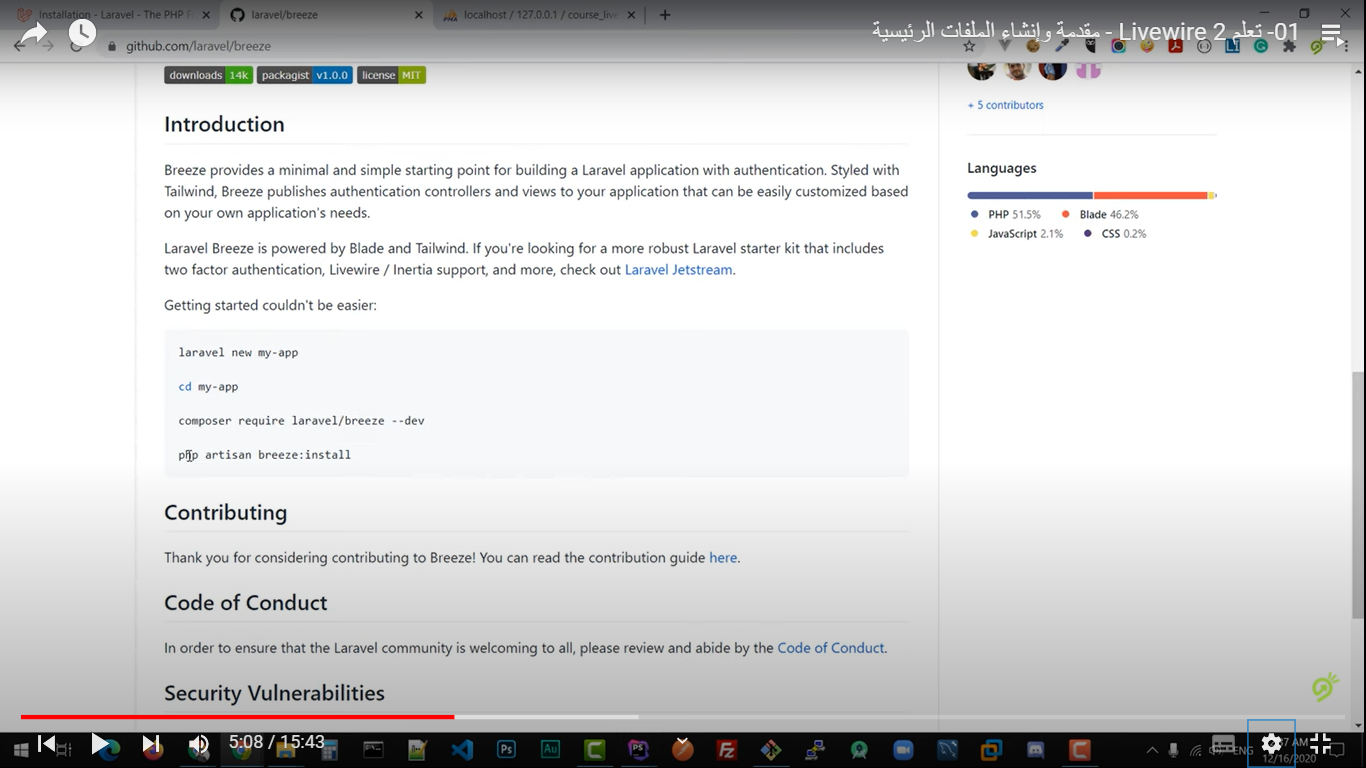 Installation - Laravel - The PHP F
laravel/breeze
localhost / 127.0.0.1 / course_live
github.com/laravel/breeze
01- تعلم Livewire 2 - مقدمة وإنشاء الملفات الرئيسية
downloads 14k packagist v1.0.0 license MIT
+ 5 contributors
Introduction
Breeze provides a minimal and simple starting point for building a Laravel application with authentication. Styled with
Tailwind, Breeze publishes authentication controllers and views to your application that can be easily customized based
on your own application's needs.
Laravel Breeze is powered by Blade and Tailwind. If you're looking for a more robust Laravel starter kit that includes
two factor authentication, Livewire / Inertia support, and more, check out Laravel Jetstream.
Getting started couldn't be easier:
laravel new my-app
cd my-app
composer require laravel/breeze --dev
php artisan breeze:install
Languages
PHP 51.5% Blade 46.2%
JavaScript 2.1% CSS 0.2%
Contributing
Thank you for considering contributing to Breeze! You can read the contribution guide here.
Code of Conduct
In order to ensure that the Laravel community is welcoming to all, please review and abide by the Code of Conduct.
Security Vulnerabilities
5:08 / 15:43
Ps
Au
C
PS
Fz
C
ENG
AM
12/16/2020